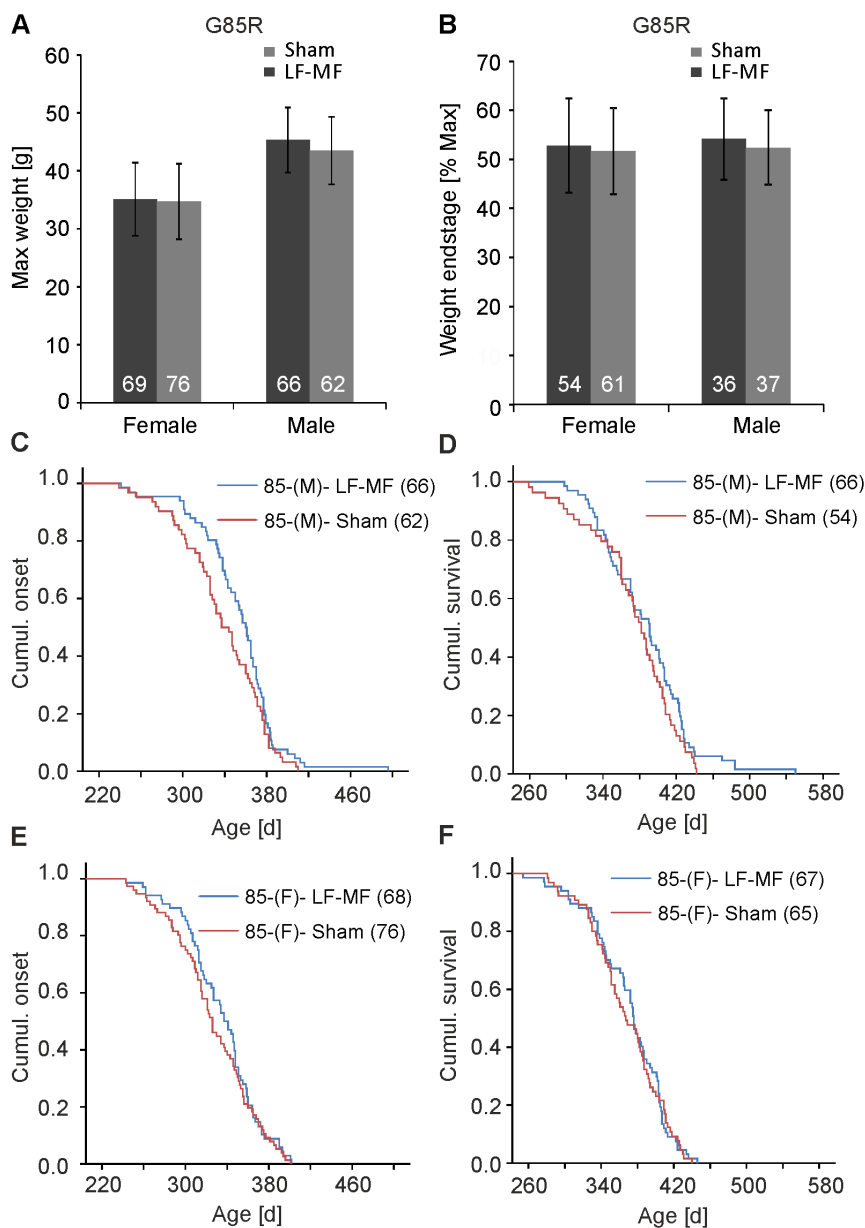 A
G85R
Sham
LF-MF
Max weight [g]
60
50
40
30
20
10
0
69
76
66
62
Female
Male
B
G85R
Sham
LF-MF
Weight endstage [% Max]
70
60
50
40
30
20
10
0
54
61
36
37
Female
Male
C
85-(M)- LF-MF (66)
85-(M)- Sham (62)
Cumul. onset
1.0
0.8
0.6
0.4
0.2
0.0
220 300 380 460
Age [d]
D
85-(M)- LF-MF (66)
85-(M)- Sham (54)
Cumul. survival
1.0
0.8
0.6
0.4
0.2
0.0
260 340 420 500 580
Age [d]
E
85-(F)- LF-MF (68)
85-(F)- Sham (76)
Cumul. onset
1.0
0.8
0.6
0.4
0.2
0.0
220 300 380 460
Age [d]
F
85-(F)- LF-MF (67)
85-(F)- Sham (65)
Cumul. survival
1.0
0.8
0.6
0.4
0.2
0.0
260 340 420 500 580
Age [d]